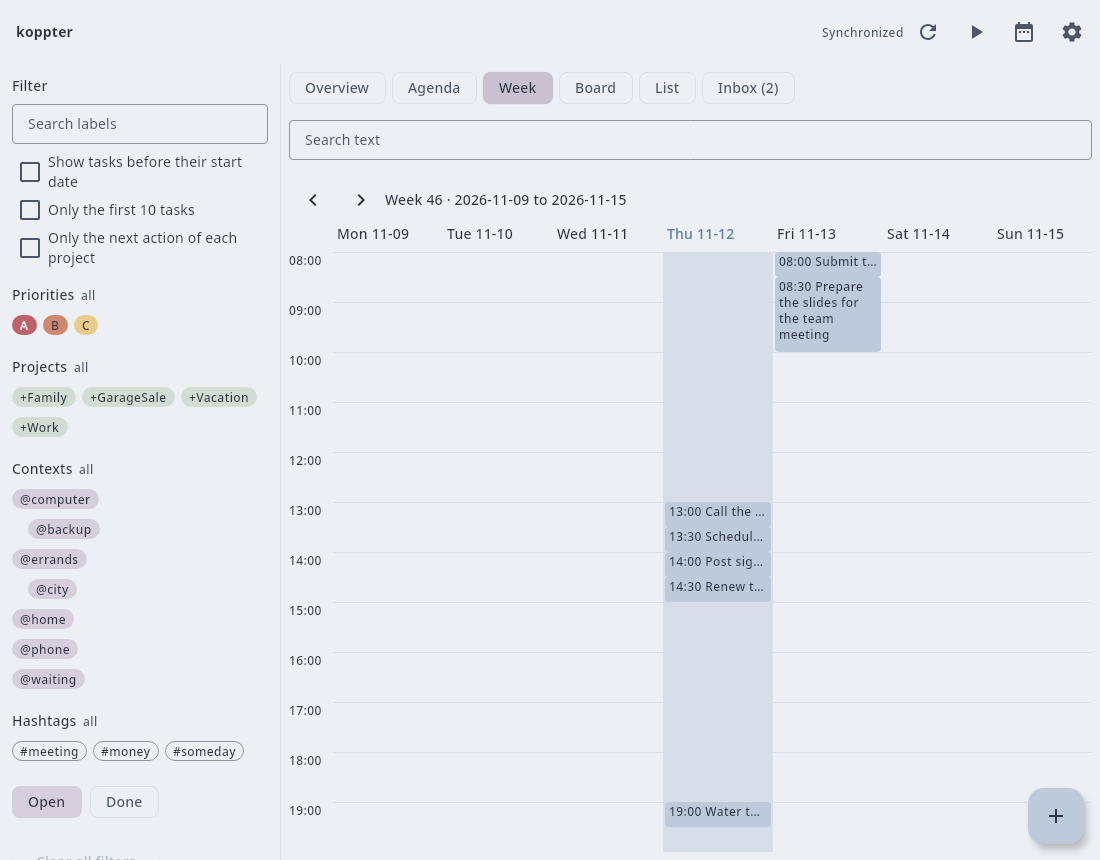 koppter
Synchronized
Filter
Search labels
Show tasks before their start
date
Only the first 10 tasks
Only the next action of each
project
Priorities all
A B C
Projects all
+Family +GarageSale +Vacation
+Work
Contexts all
@computer
@backup
@errands
@city
@home
@phone
@waiting
Hashtags all
#meeting #money #someday
Open Done
Clear all filters
Overview Agenda Week Board List Inbox (2)
Search text
Week 46 · 2026-11-09 to 2026-11-15
Mon 11-09 Tue 11-10 Wed 11-11 Thu 11-12 Fri 11-13 Sat 11-14 Sun 11-15
08:00
08:00 Submit t…
08:30 Prepare
the slides for
the team
meeting
09:00
10:00
11:00
12:00
13:00
13:00 Call the …
13:30 Schedul…
14:00
14:00 Post sig…
14:30 Renew t…
15:00
16:00
17:00
18:00
19:00
19:00 Water t…